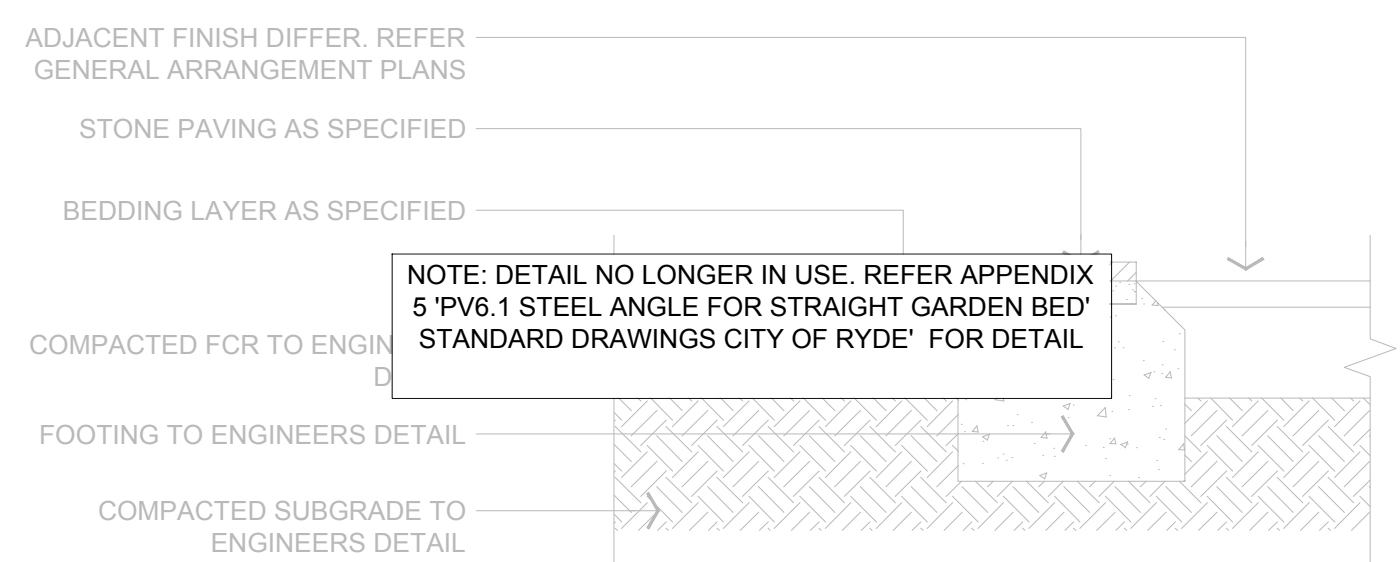 ADJACENT FINISH DIFFER. REFER
GENERAL ARRANGEMENT PLANS
STONE PAVING AS SPECIFIED
BEDDING LAYER AS SPECIFIED
NOTE: DETAIL NO LONGER IN USE. REFER APPENDIX
5 'PV6.1 STEEL ANGLE FOR STRAIGHT GARDEN BED'
STANDARD DRAWINGS CITY OF RYDE' FOR DETAIL
COMPACTED FCR TO
FOOTING TO ENGINEERS DETAIL
COMPACTED SUBGRADE TO
ENGINEERS DETAIL